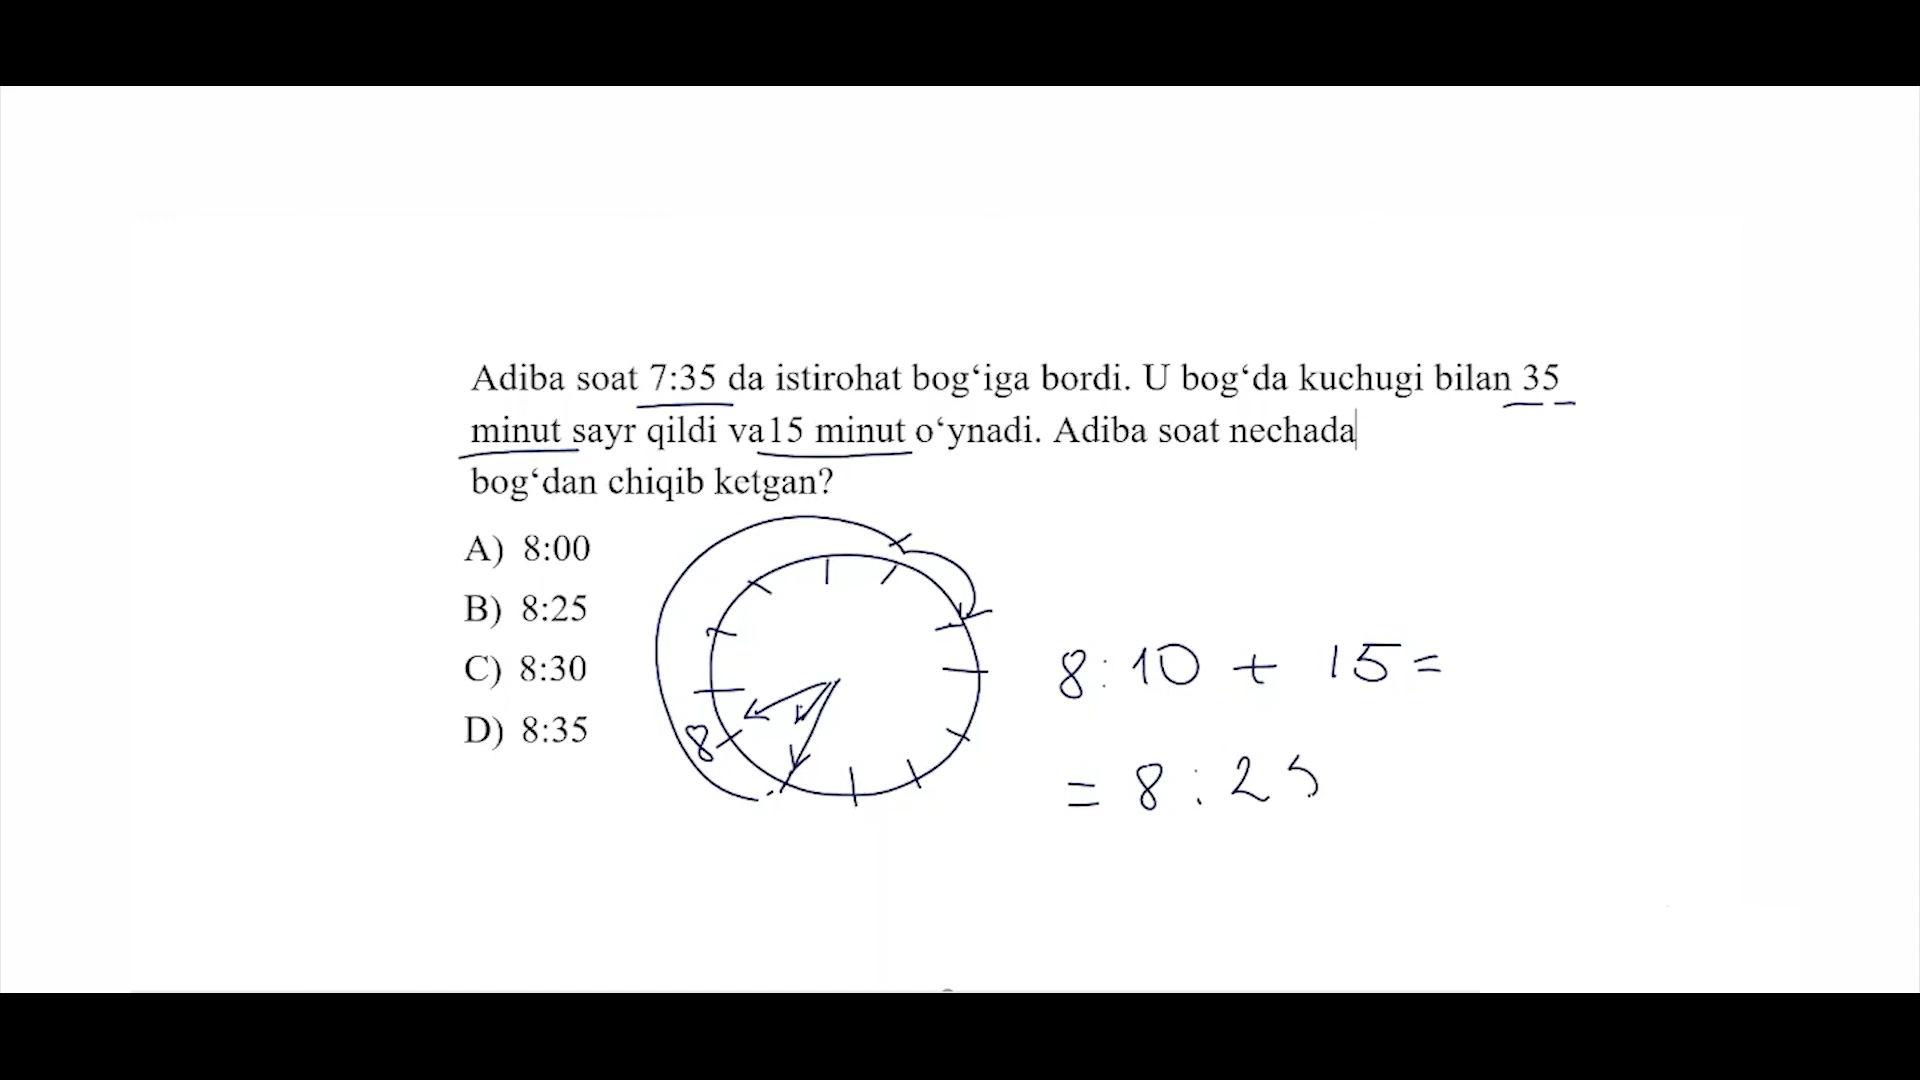 Adiba soat 7:35 da istirohat bog‘iga bordi. U bog‘da kuchugi bilan 35
minut sayr qildi va15 minut o‘ynadi. Adiba soat nechada
bog‘dan chiqib ketgan?
A) 8:00
B) 8:25
C) 8:30
D) 8:35
8
8:10 + 15 =
= 8:25